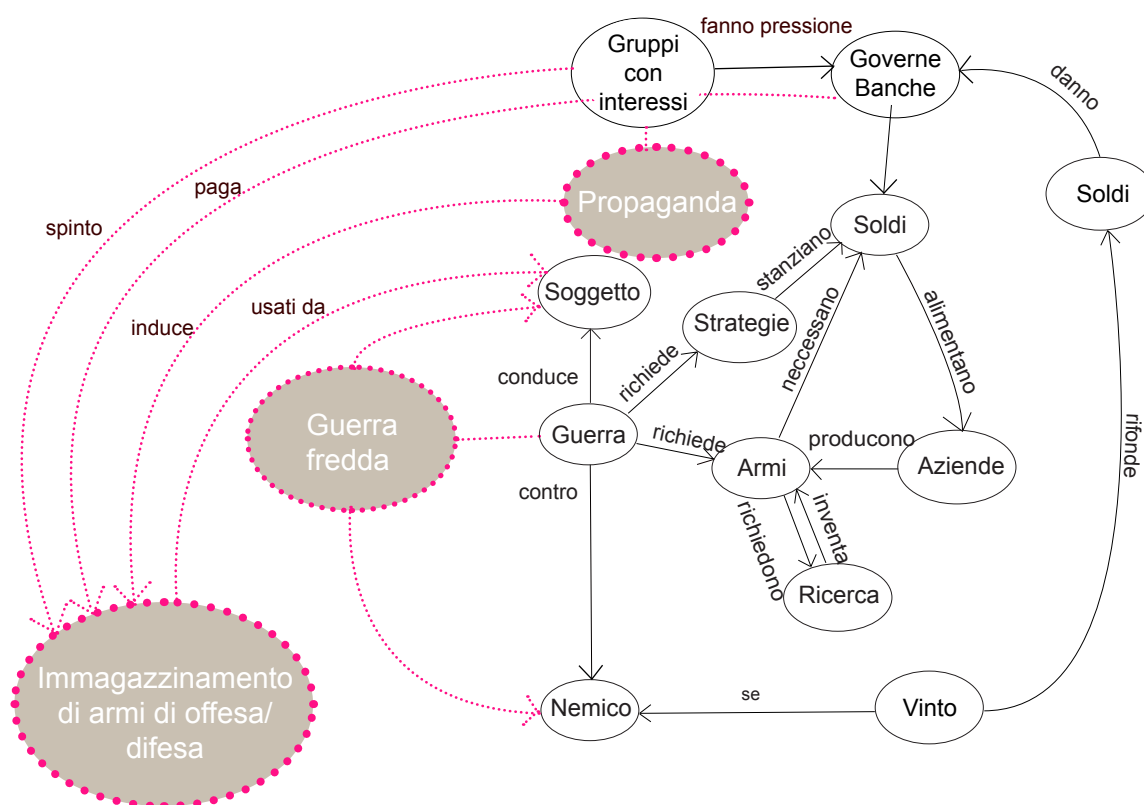 fanno pressione
Gruppi
con
interessi
Governe
Banche
danno
paga
Propaganda
Soldi
Soldi
spinto
stanziano
usati da
Soggetto
induce
Strategie
neccessano
alimentano
conduce
richiede
Guerra
fredda
Guerra
richiede
producono
rifonde
Armi
Aziende
contro
inventa
richiedono
Ricerca
Immagazzinamento
di armi di offesa/
difesa
Nemico
se
Vinto